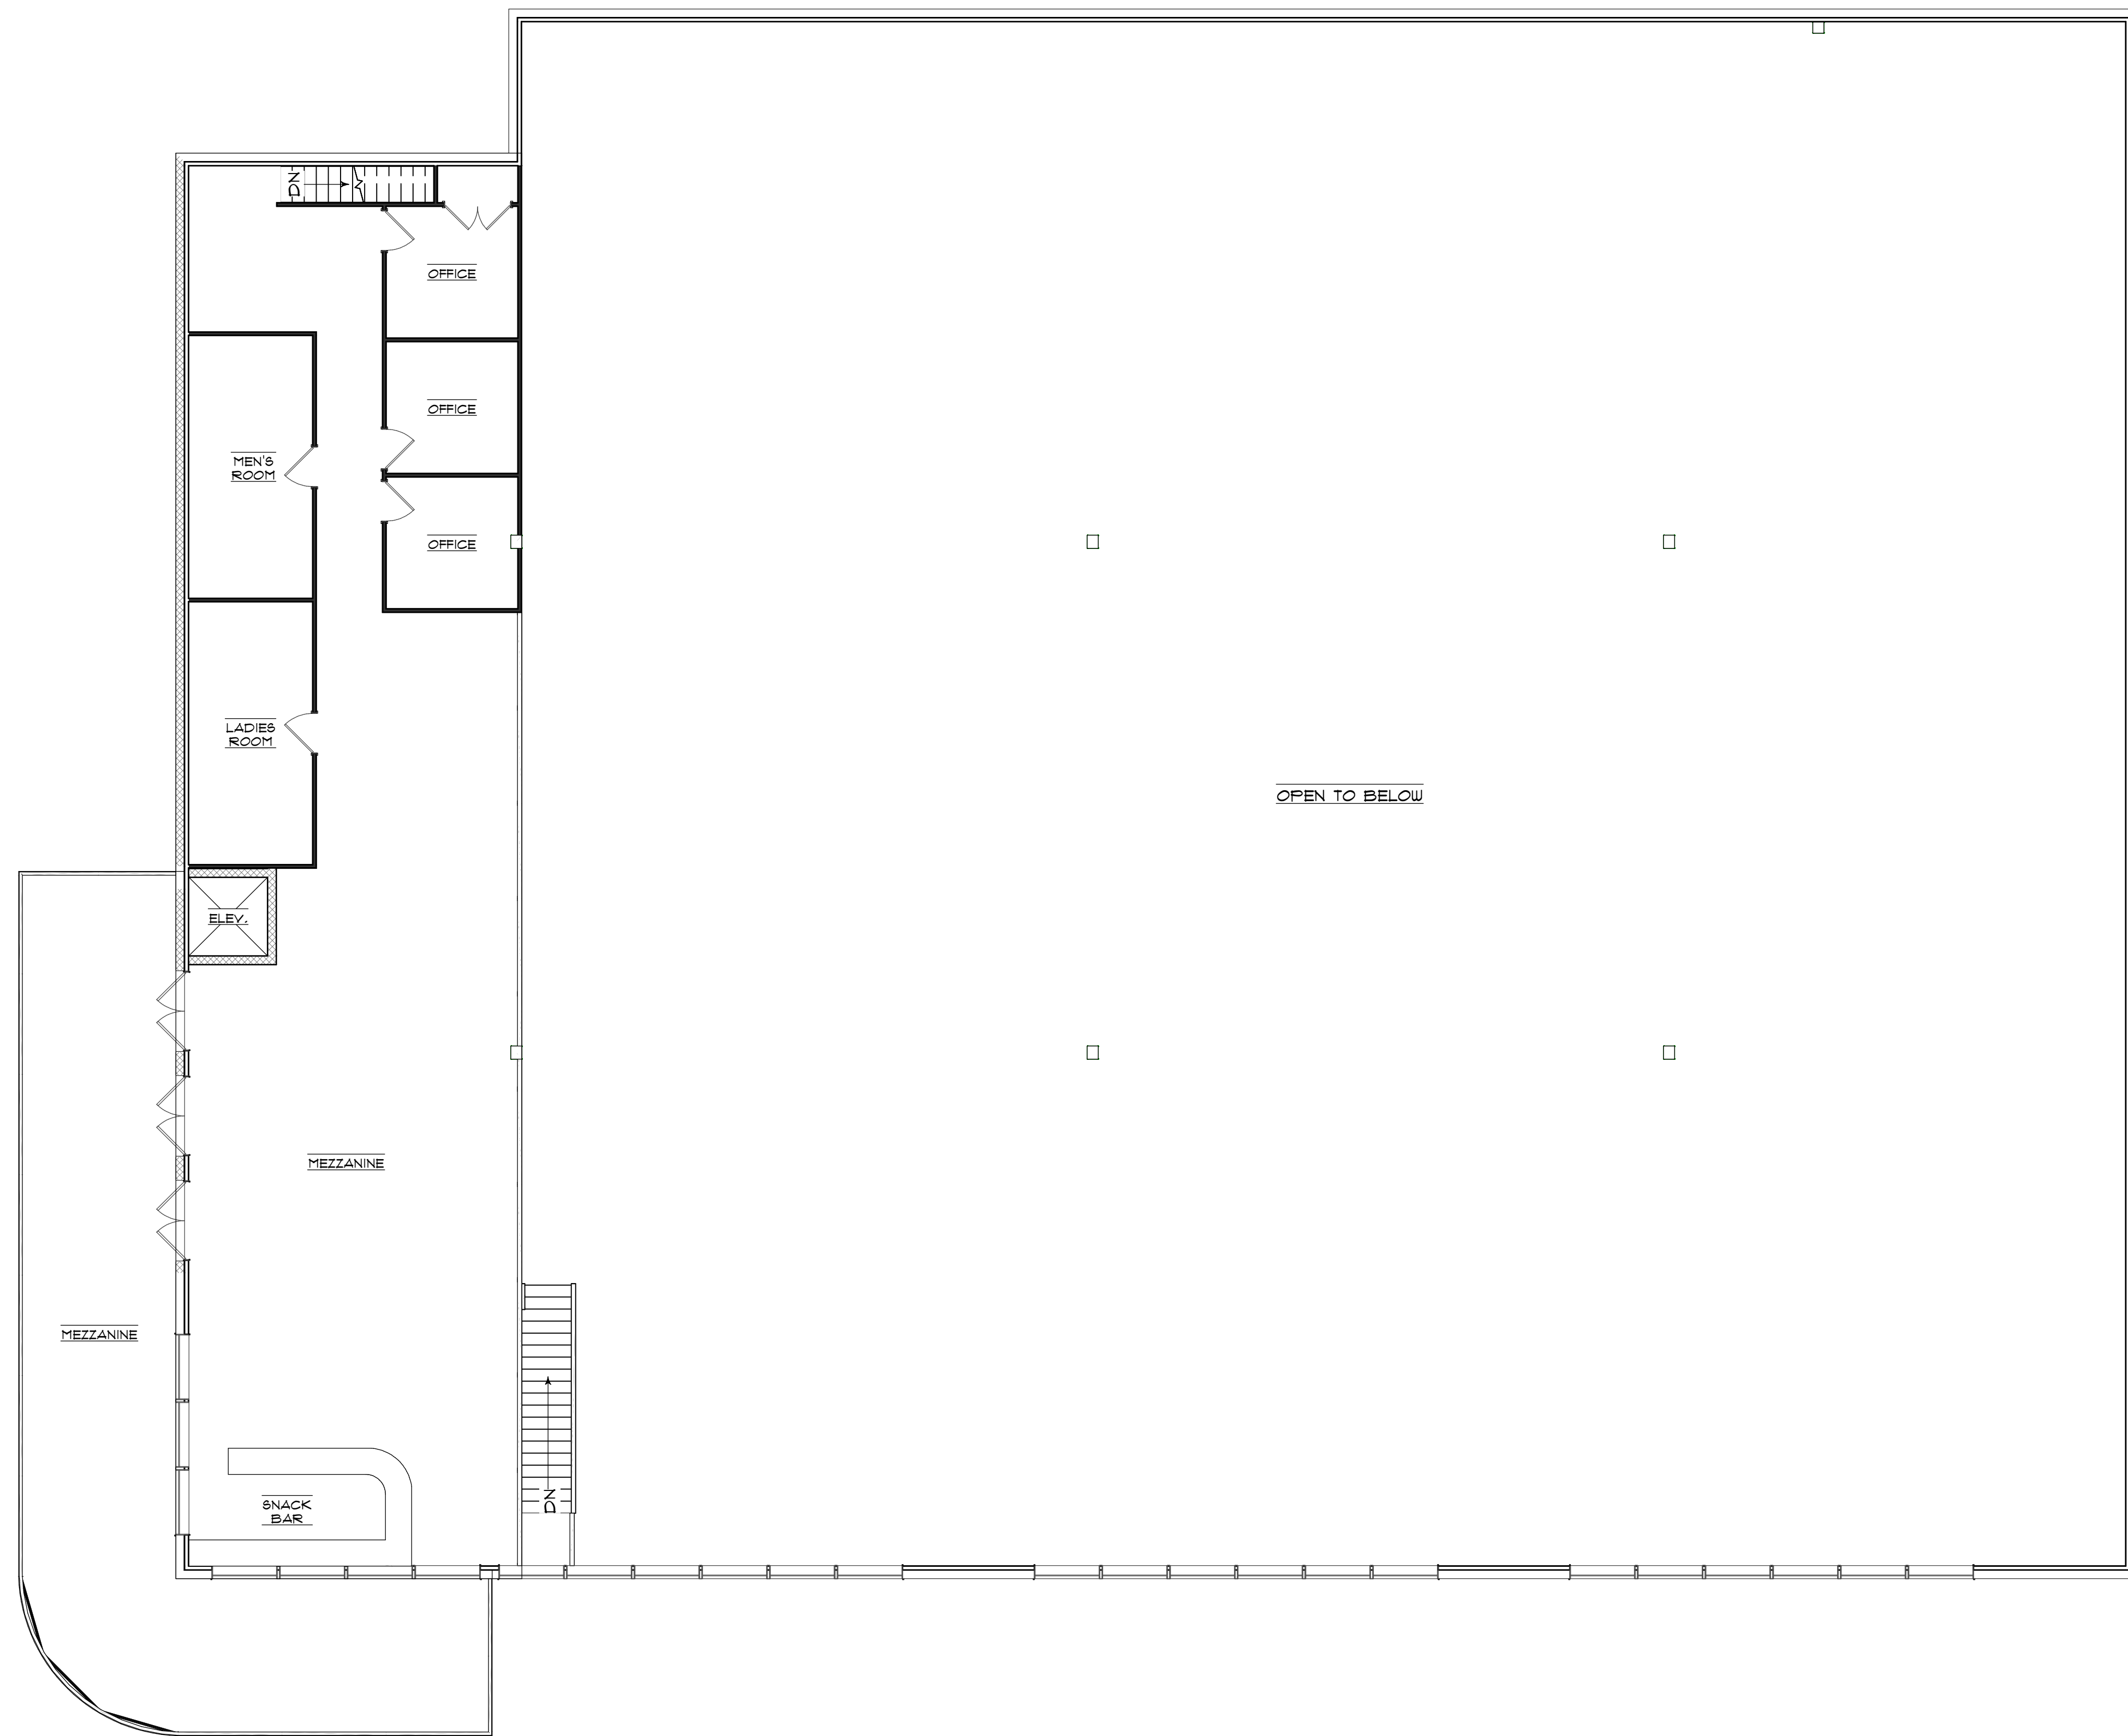 DN
OFFICE
OFFICE
MEN'S
ROOM
OFFICE
LADIES
ROOM
OPEN TO BELOW
ELEV.
MEZZANINE
MEZZANINE
SNACK
BAR
DN